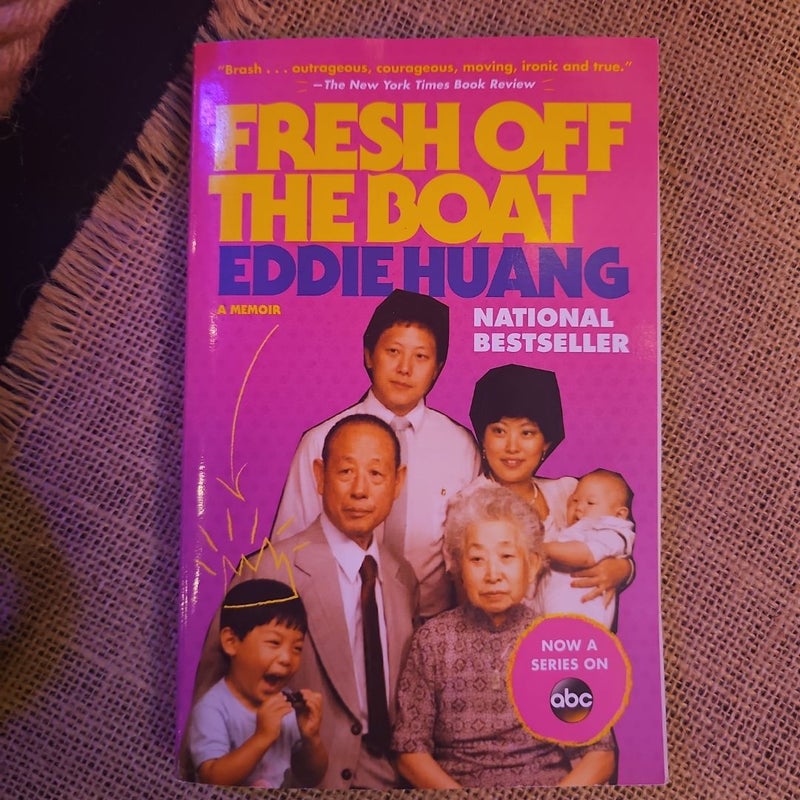 "Brash . . . outrageous, courageous, moving, ironic and true."
—The New York Times Book Review
FRESH OFF
THE BOAT
EDDIE HUANG
A MEMOIR
NATIONAL
BESTSELLER
NOW A
SERIES ON
abc